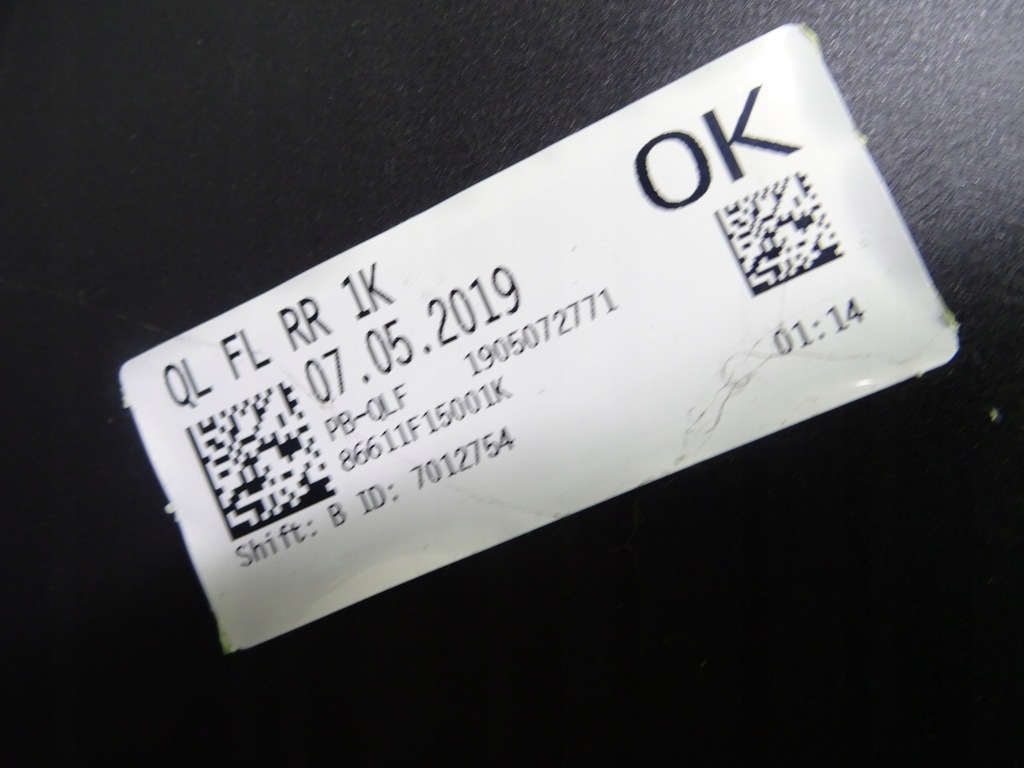 OK
QL FL RR 1K
07.05.2019
PB-QLF 1905072771
86611F15001K
01:14
Shift: B ID: 7012754